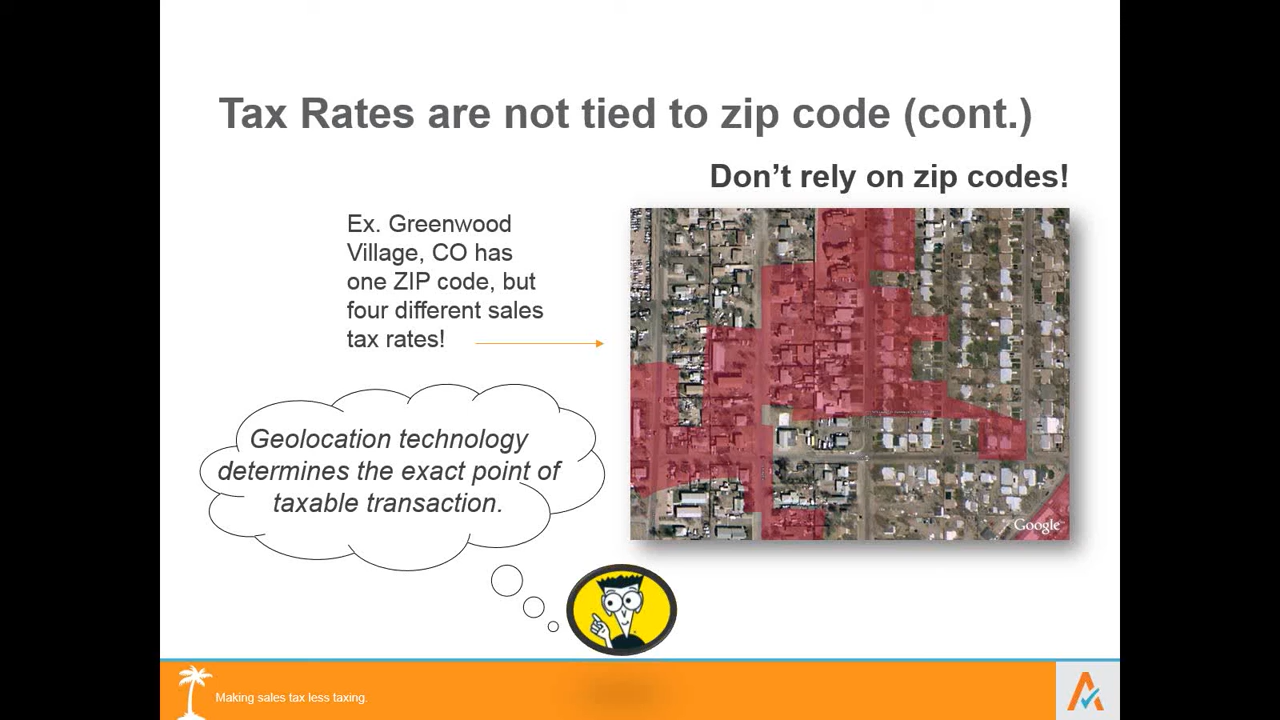 Tax Rates are not tied to zip code (cont.)
Don’t rely on zip codes!
Ex. Greenwood
Village, CO has
one ZIP code, but
four different sales
tax rates!
Geolocation technology
determines the exact point of
taxable transaction.
Google
Making sales tax less taxing.